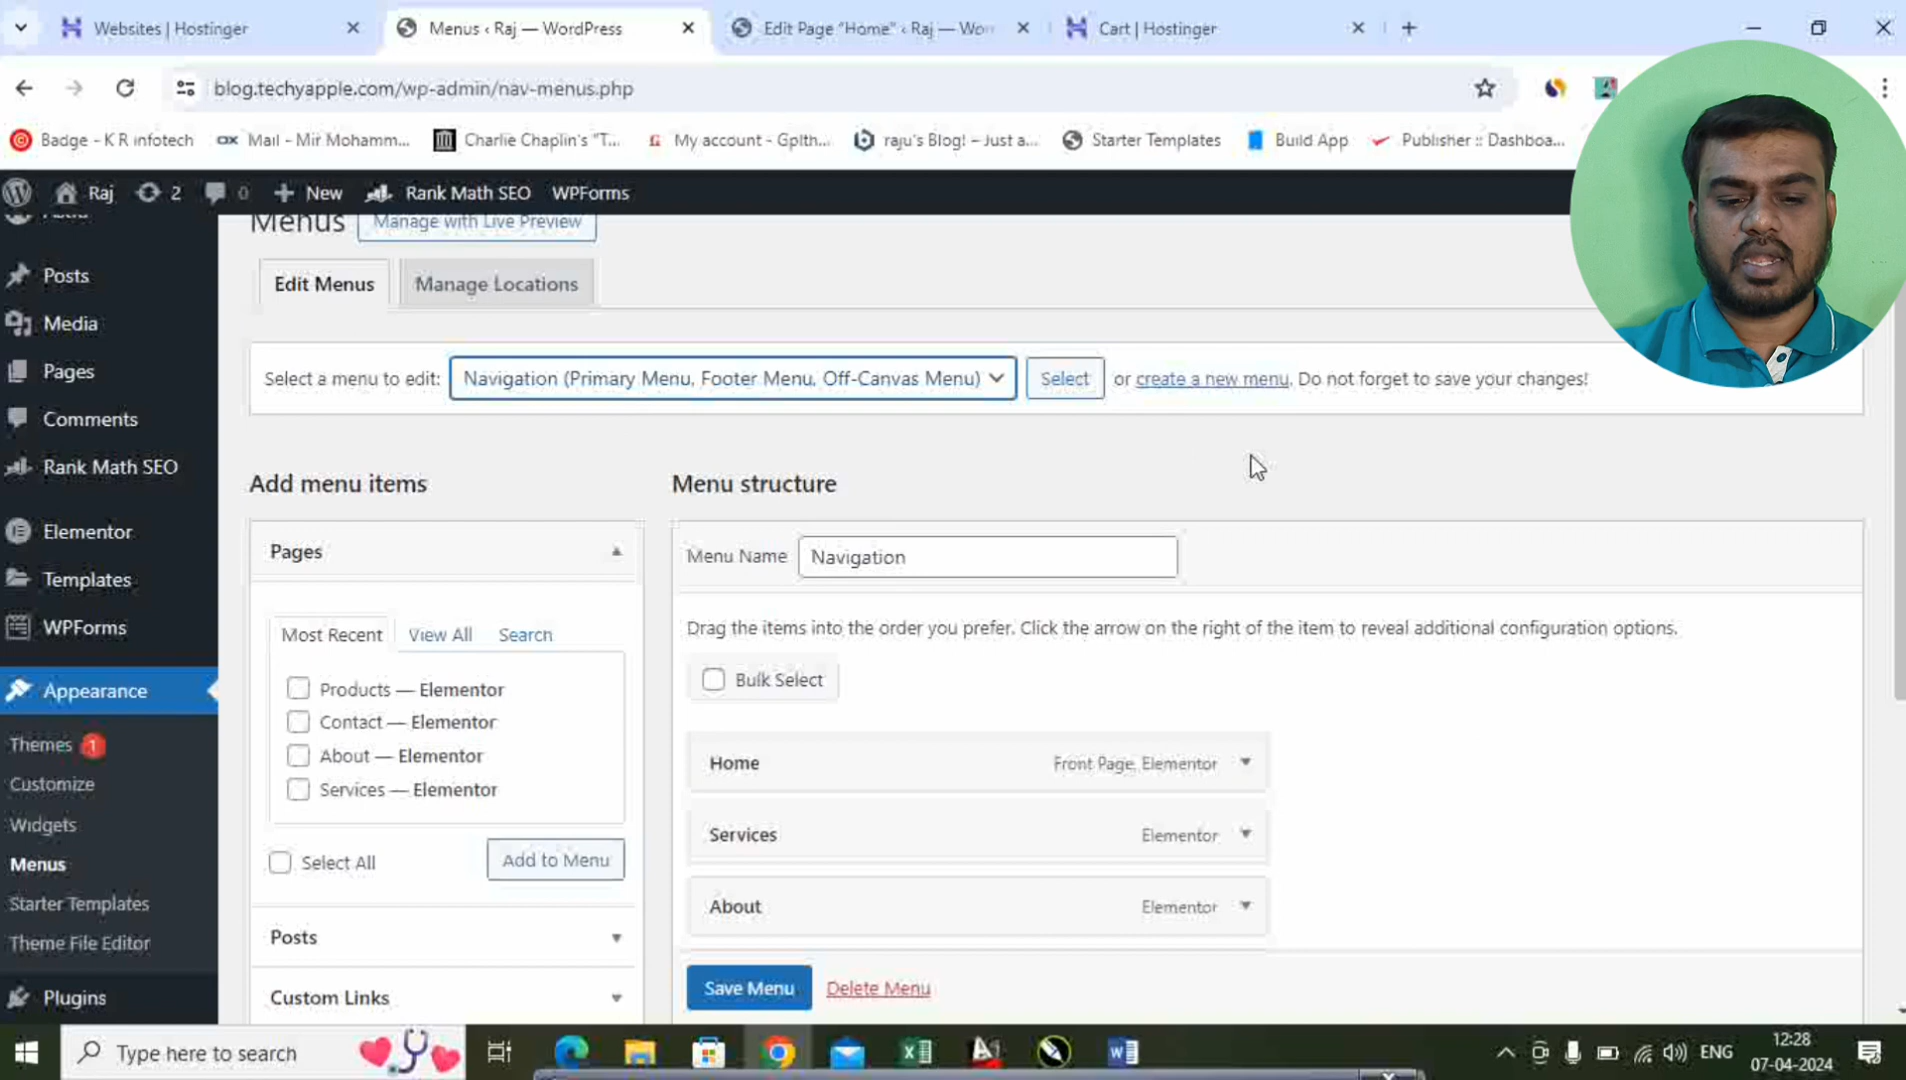 Websites | Hostinger
Menus ‹ Raj — WordPress
Edit Page "Home" ‹ Raj — Wor
Cart | Hostinger
blog.techyapple.com/wp-admin/nav-menus.php
Badge - K R infotech
Mail - Mir Mohamm...
Charlie Chaplin's "T...
My account - Gplth...
raju's Blog! – Just a...
Starter Templates
Build App
Publisher :: Dashboa...
Raj
2
0
New
Rank Math SEO
WPForms
Menus
Manage with Live Preview
Posts
Media
Pages
Comments
Rank Math SEO
Elementor
Templates
WPForms
Appearance
Themes 1
Customize
Widgets
Menus
Starter Templates
Theme File Editor
Plugins
Edit Menus
Manage Locations
Select a menu to edit:
Navigation (Primary Menu, Footer Menu, Off-Canvas Menu)
Select
or create a new menu. Do not forget to save your changes!
Add menu items
Pages
Most Recent
View All
Search
Products — Elementor
Contact — Elementor
About — Elementor
Services — Elementor
Select All
Add to Menu
Posts
Custom Links
Menu structure
Menu Name
Navigation
Drag the items into the order you prefer. Click the arrow on the right of the item to reveal additional configuration options.
Bulk Select
Home
Front Page, Elementor
Services
Elementor
About
Elementor
Save Menu
Delete Menu
Type here to search
ENG
12:28
07-04-2024